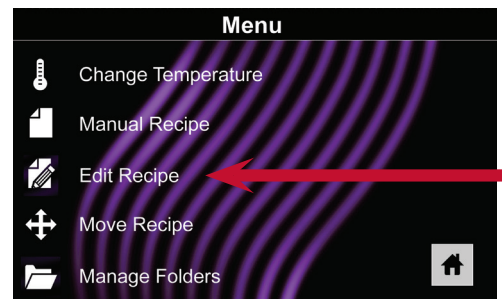 Menu
Change Temperature
Manual Recipe
Edit Recipe
Move Recipe
Manage Folders